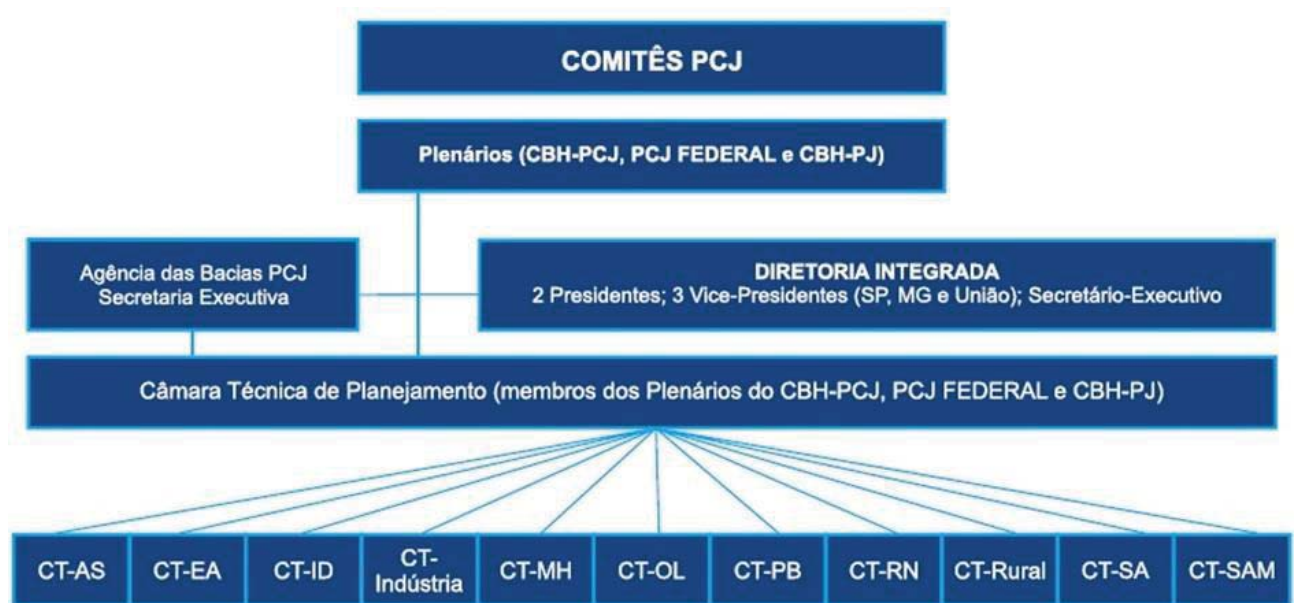 COMITÊS PCJ
Plenários (CBH-PCJ, PCJ FEDERAL e CBH-PJ)
Agência das Bacias PCJ
Secretaria Executiva
DIRETORIA INTEGRADA
2 Presidentes; 3 Vice-Presidentes (SP, MG e União); Secretário-Executivo
Câmara Técnica de Planejamento (membros dos Plenários do CBH-PCJ, PCJ FEDERAL e CBH-PJ)
CT-AS
CT-EA
CT-ID
CT-
Indústria
CT-MH
CT-OL
CT-PB
CT-RN
CT-Rural
CT-SA
CT-SAM